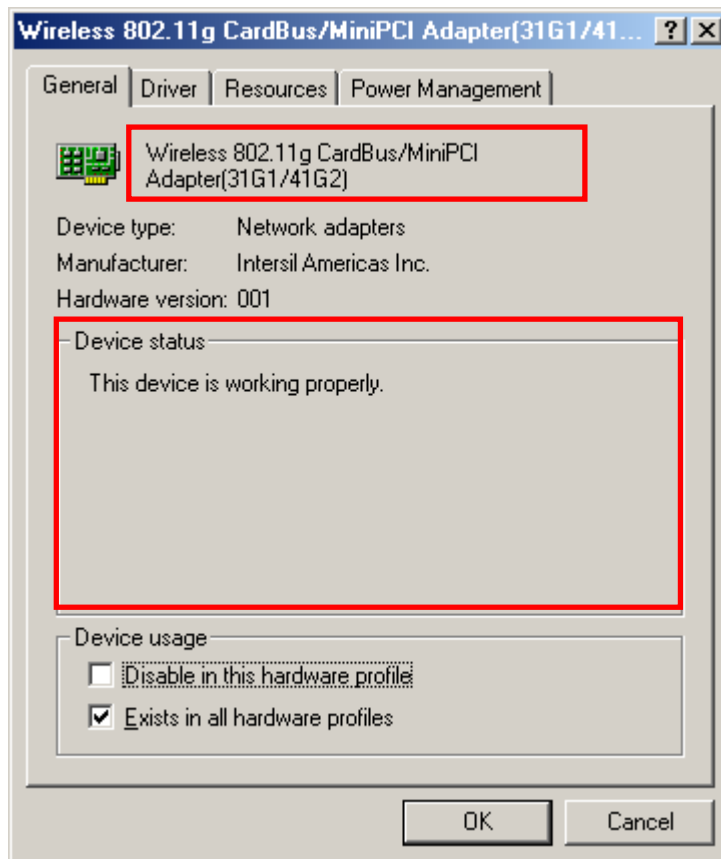 Wireless 802.11g CardBus/MiniPCI Adapter(31G1/41...
General Driver Resources Power Management
Wireless 802.11g CardBus/MiniPCI
Adapter(31G1/41G2)
Device type: Network adapters
Manufacturer: Intersil Americas Inc.
Hardware version: 001
Device status
This device is working properly.
Device usage
Disable in this hardware profile
Exists in all hardware profiles
OK Cancel